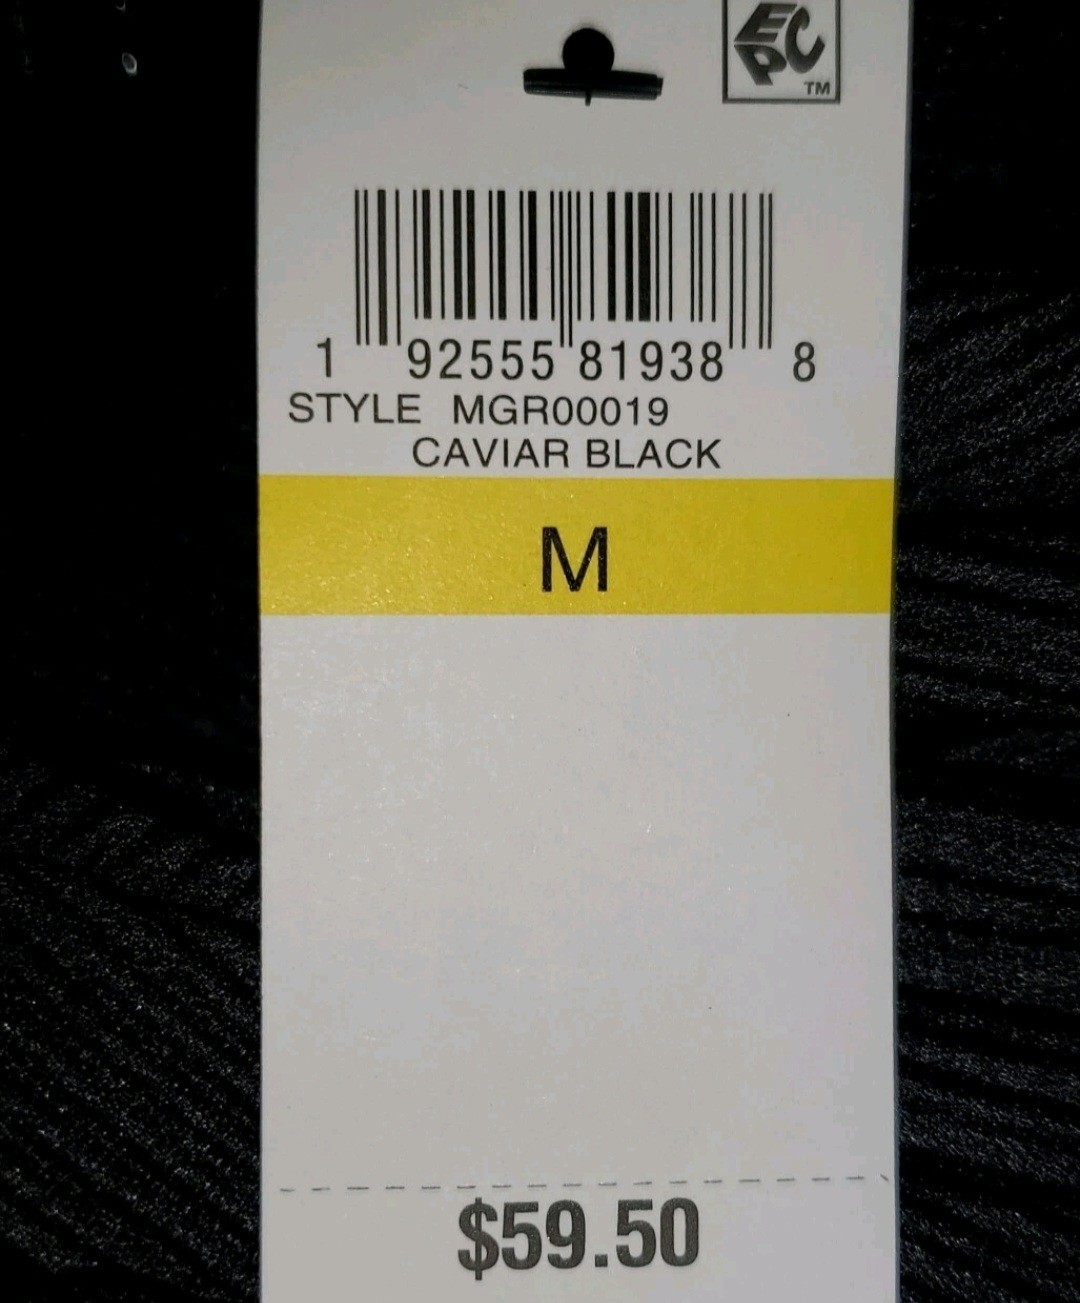 EPC
TM
1 92555 81938 8
STYLE MGR00019
CAVIAR BLACK
M
$59.50